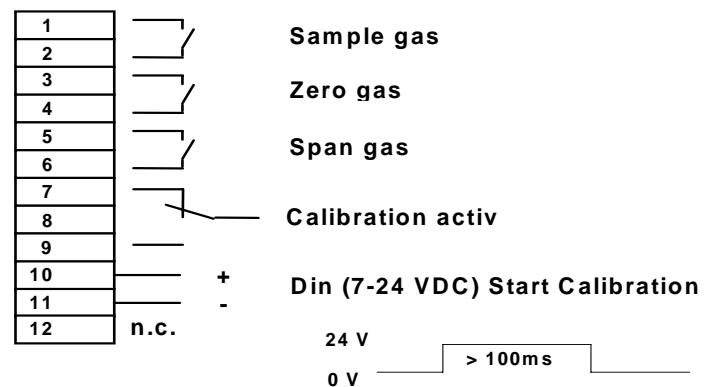 1
2
Sample gas
3
4
Zero gas
5
6
Span gas
7
8
Calibration activ
9
10 +
Din (7-24 VDC) Start Calibration
11 -
12 n.c.
24 V
> 100ms
0 V